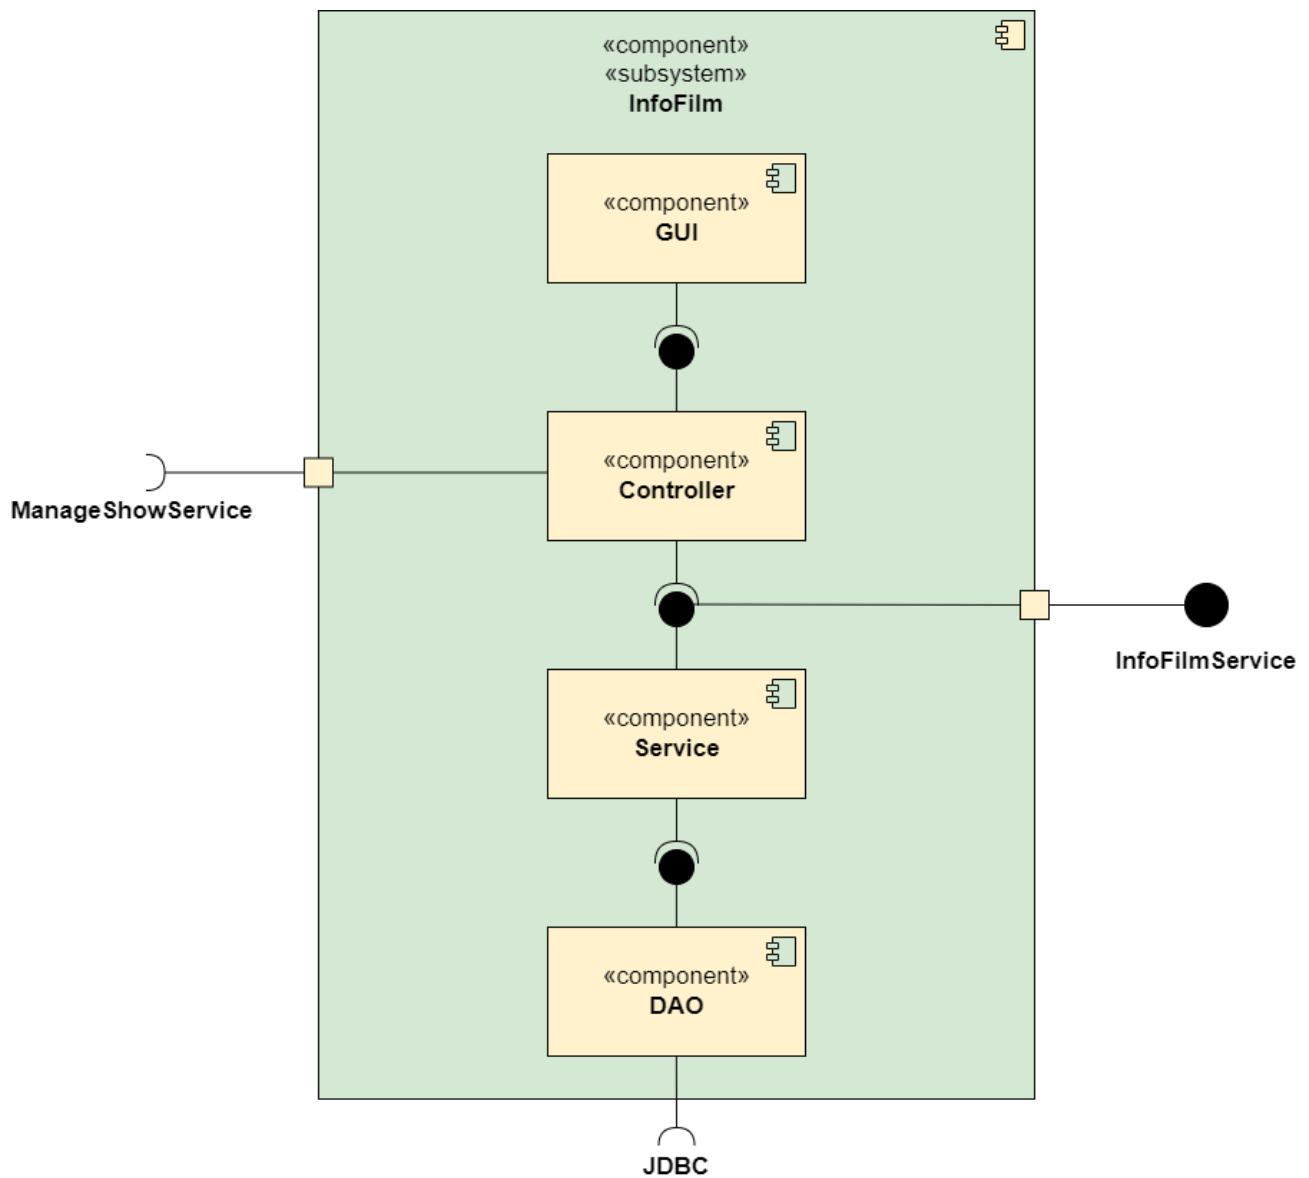 «component»
«subsystem»
InfoFilm
«component»
GUI
«component»
Controller
ManageShowService
InfoFilmService
«component»
Service
«component»
DAO
JDBC